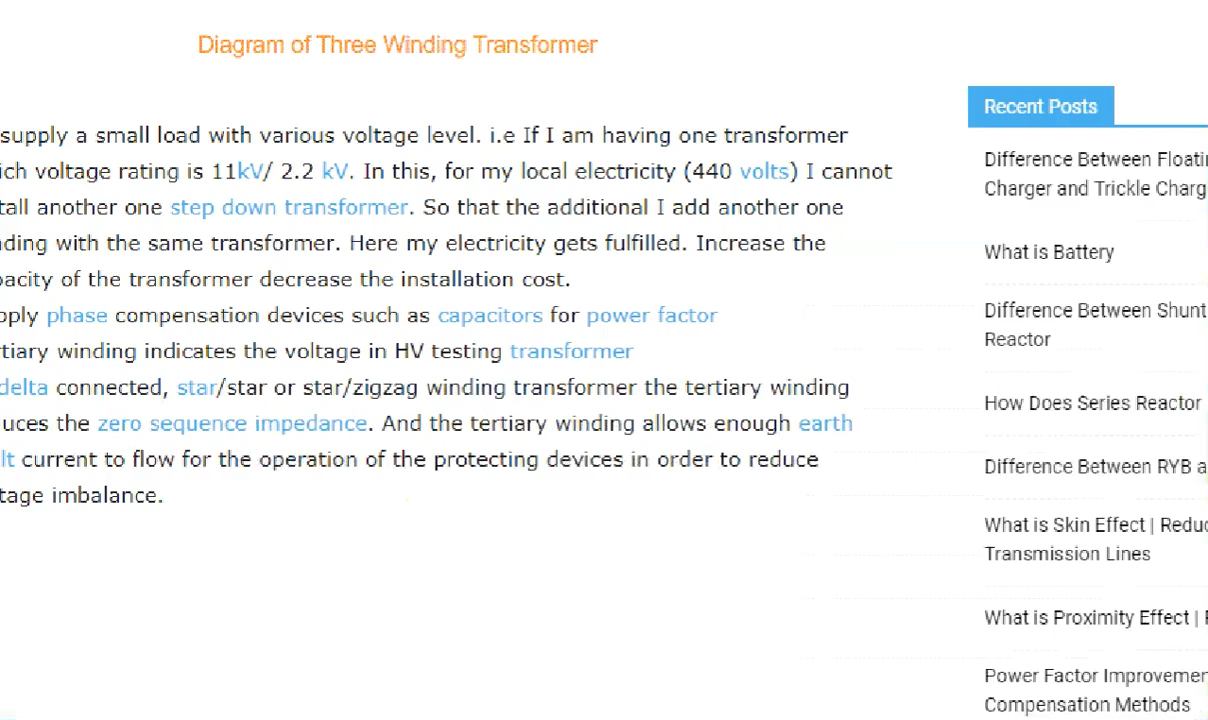 Diagram of Three Winding Transformer
supply a small load with various voltage level. i.e If I am having one transformer
ich voltage rating is 11kV/ 2.2 kV. In this, for my local electricity (440 volts) I cannot
tall another one step down transformer. So that the additional I add another one
ding with the same transformer. Here my electricity gets fulfilled. Increase the
pacity of the transformer decrease the installation cost.
pply phase compensation devices such as capacitors for power factor
rtiary winding indicates the voltage in HV testing transformer
delta connected, star/star or star/zigzag winding transformer the tertiary winding
uces the zero sequence impedance. And the tertiary winding allows enough earth
lt current to flow for the operation of the protecting devices in order to reduce
tage imbalance.
Recent Posts
Difference Between Floati
Charger and Trickle Charg
What is Battery
Difference Between Shunt
Reactor
How Does Series Reactor
Difference Between RYB a
What is Skin Effect | Reduc
Transmission Lines
What is Proximity Effect |
Power Factor Improvemen
Compensation Methods